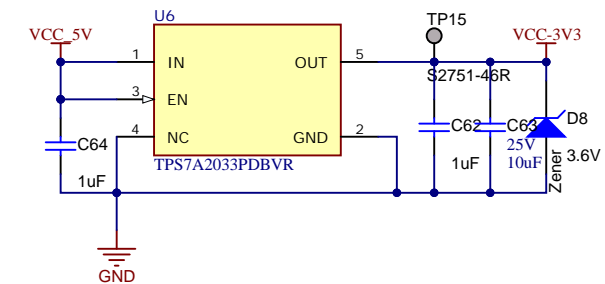 U6
TP15
VCC_5V
VCC-3V3
1
IN
OUT
5
S2751-46R
3
EN
C62
C63
D8
4
NC
GND
2
C64
25V
3.6V
1uF
10uF
TPS7A2033PDBVR
1uF
Zener
GND